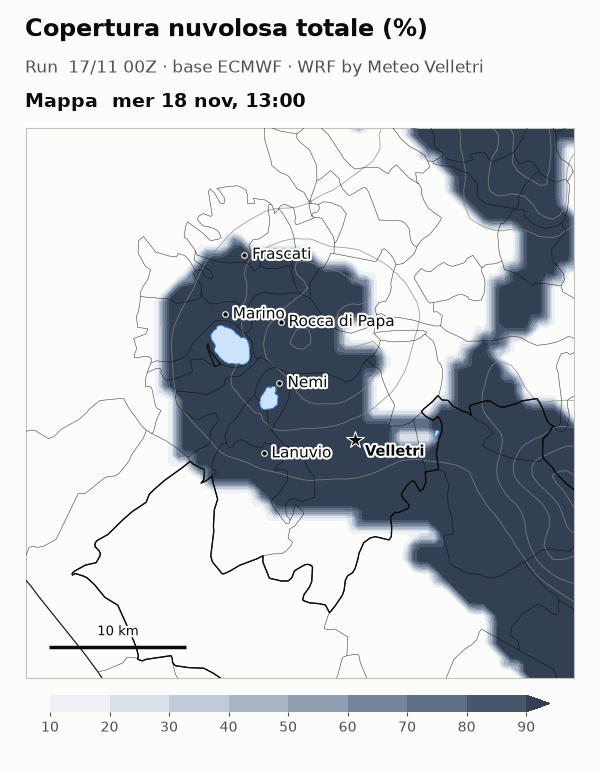 Copertura nuvolosa totale (%)
Run  17/11 00Z · base ECMWF · WRF by Meteo Velletri
Mappa  mer 18 nov, 13:00
Frascati
Marino
Rocca di Papa
Nemi
Velletri
Lanuvio
10 km
10 20 30 40 50 60 70 80 90